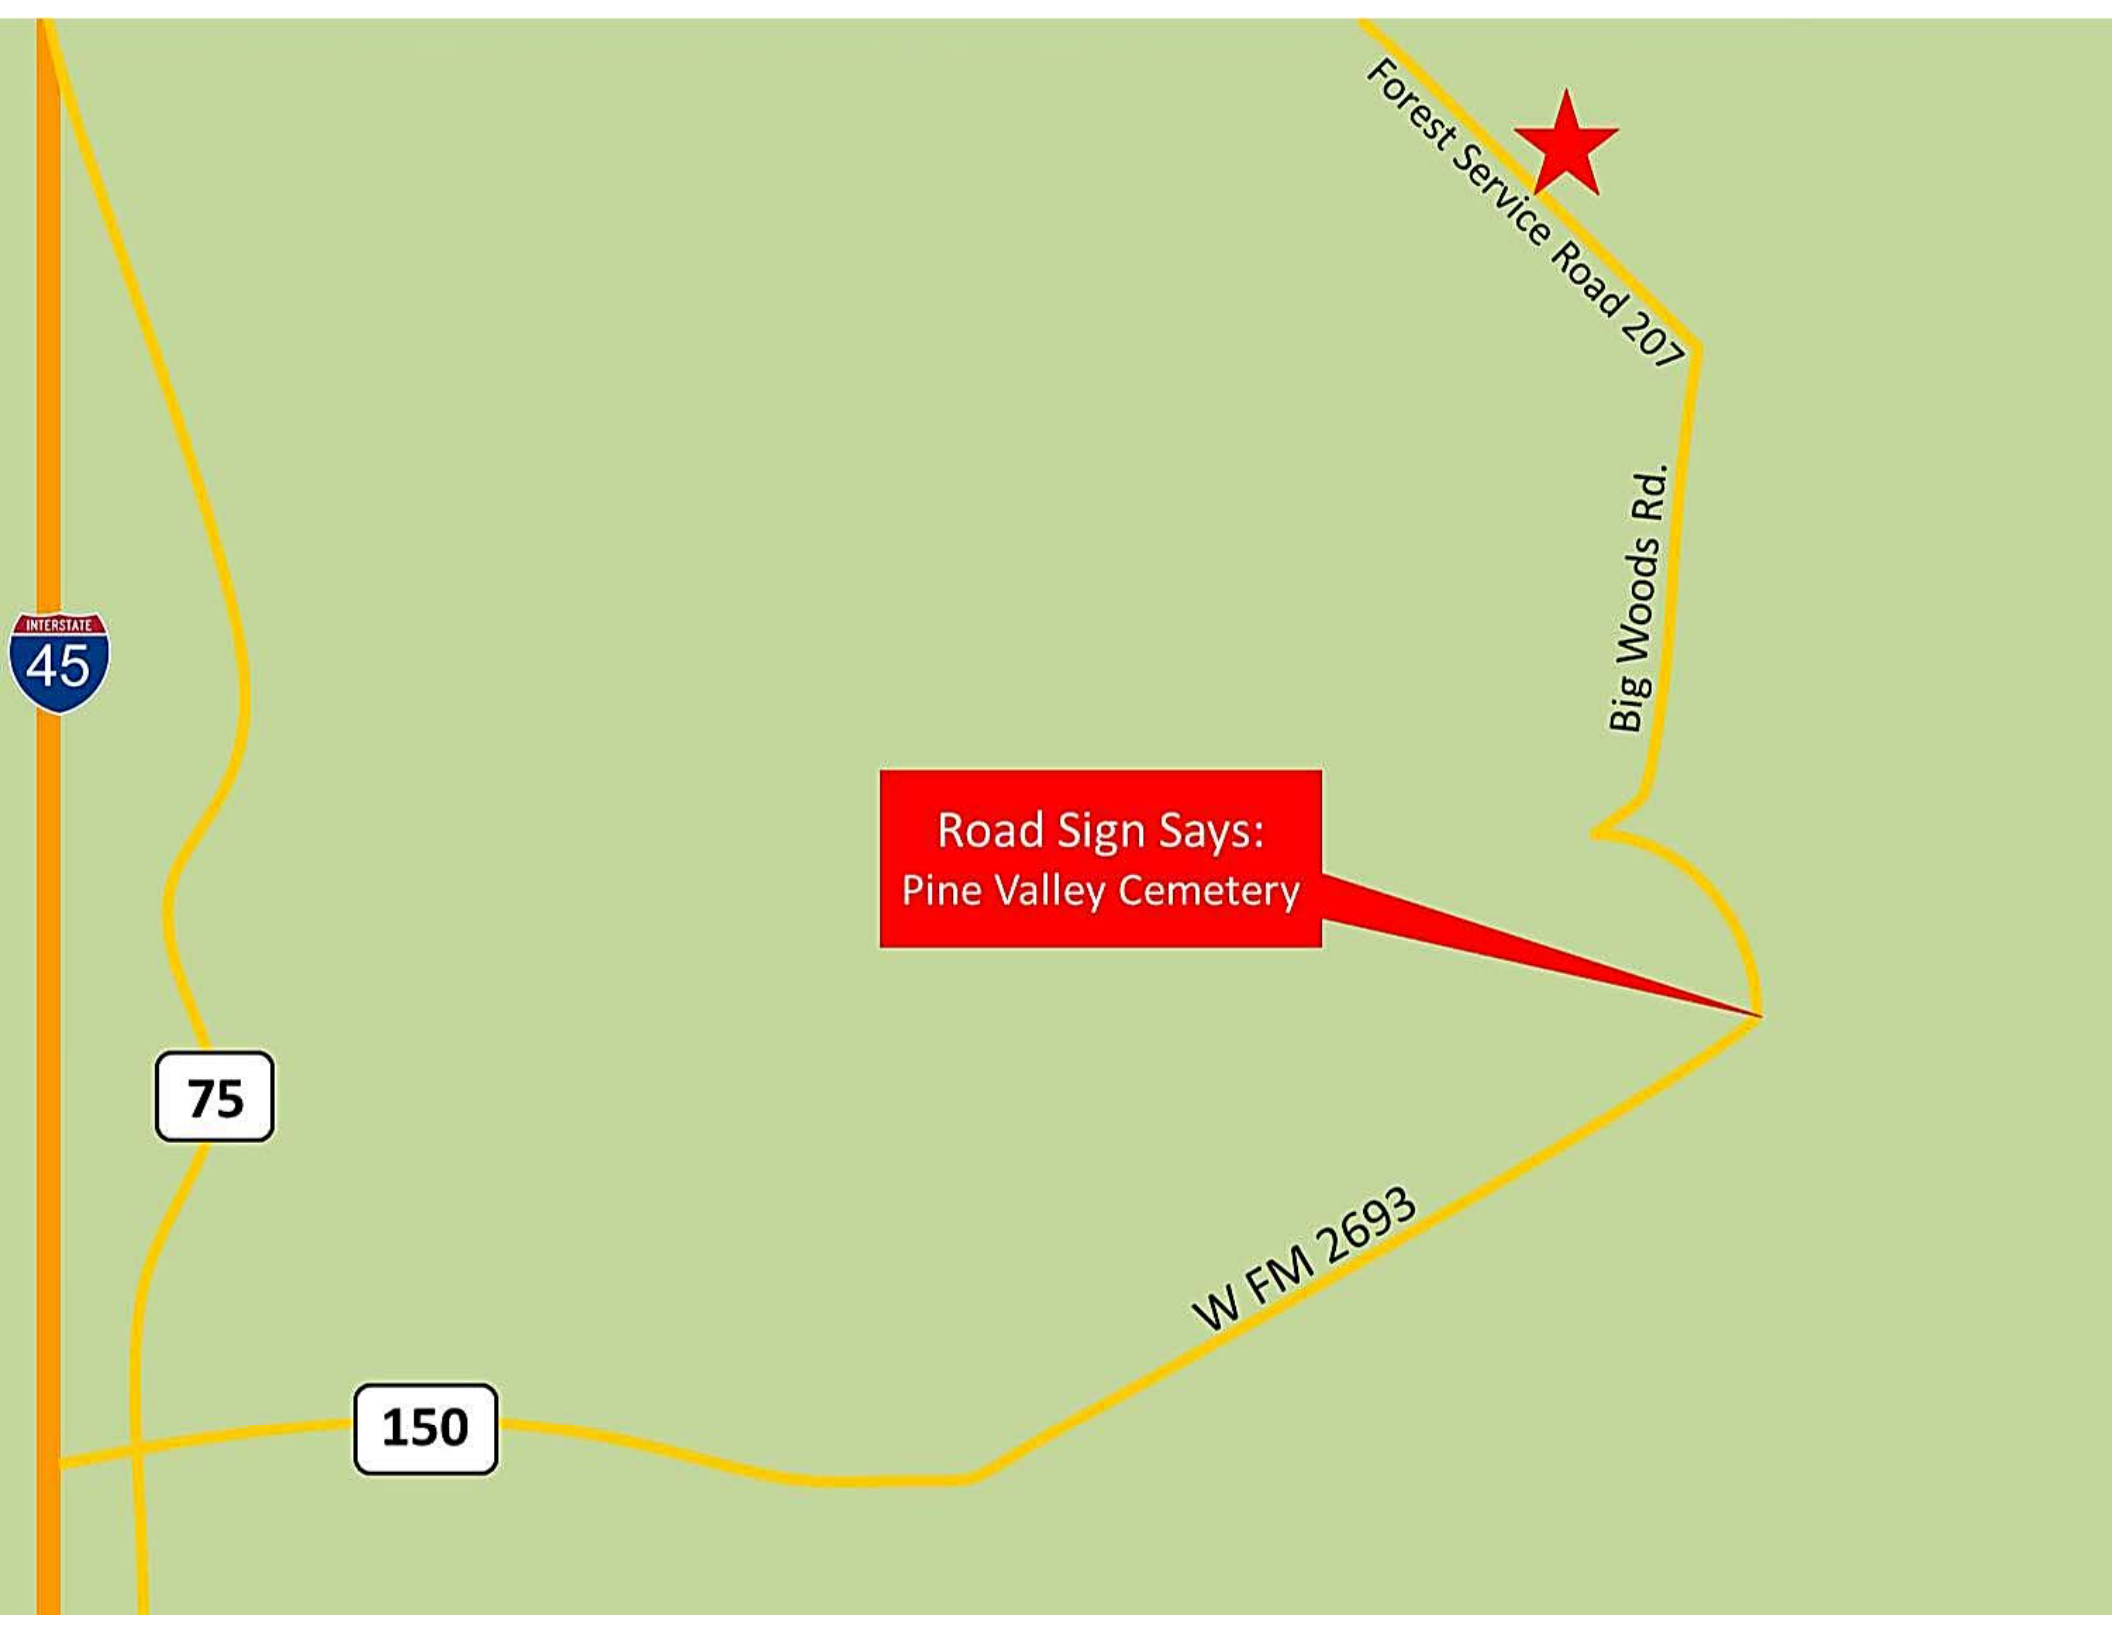 Forest Service Road 207
Big Woods Rd.
INTERSTATE
45
Road Sign Says:
Pine Valley Cemetery
75
W FM 2693
150